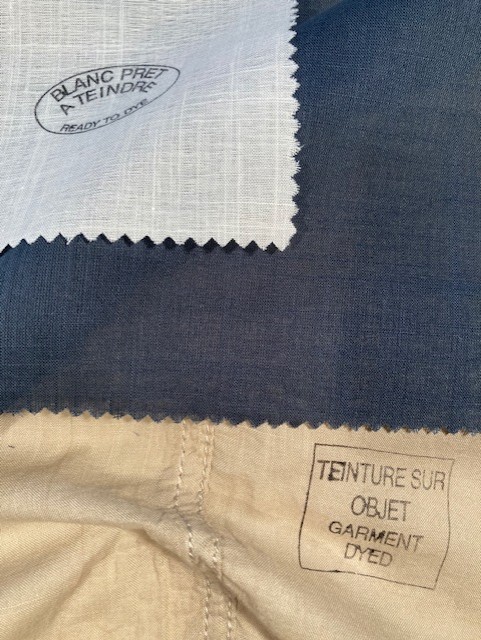 BLANC PRET
A TEINDRE
READY TO DYE
TEINTURE SUR
OBJET
GARMENT
DYED